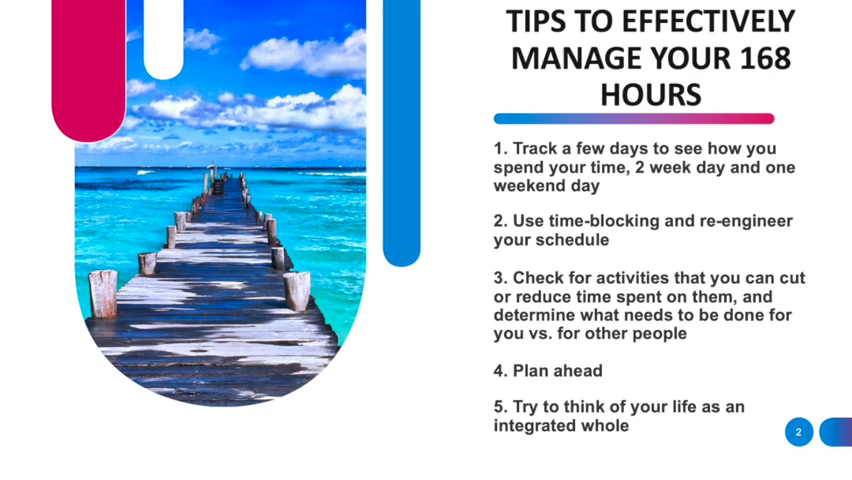 TIPS TO EFFECTIVELY
MANAGE YOUR 168
HOURS
1. Track a few days to see how you
spend your time, 2 week day and one
weekend day
2. Use time-blocking and re-engineer
your schedule
3. Check for activities that you can cut
or reduce time spent on them, and
determine what needs to be done for
you vs. for other people
4. Plan ahead
5. Try to think of your life as an
integrated whole
2